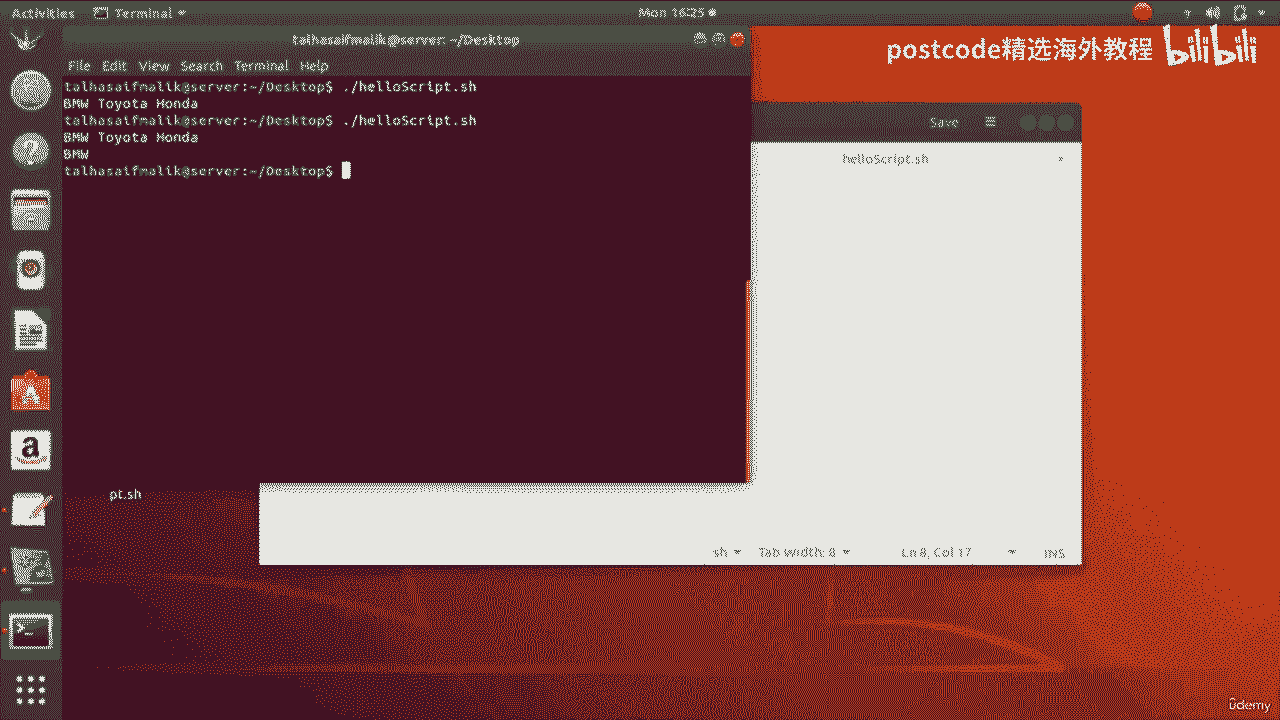 Activities Terminal Mon 16:25
postcode精选海外教程 bilibili
talhasaifmalik@server: ~/Desktop
File Edit View Search Terminal Help
talhasaifmalik@server:~/Desktop$ ./helloScript.sh
BMW Toyota Honda
talhasaifmalik@server:~/Desktop$ ./helloScript.sh
BMW Toyota Honda
BMW
talhasaifmalik@server:~/Desktop$
Save
helloScript.sh
pt.sh
sh Tab Width: 8 Ln 8, Col 17 INS
ûdemy